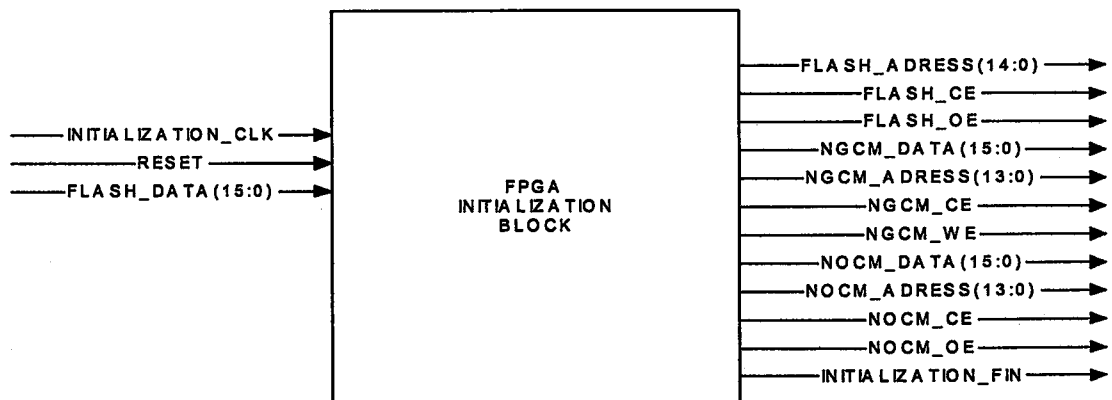 INITIALIZATION_CLK
RESET
FLASH_DATA(15:0)
FPGA
INITIALIZATION
BLOCK
FLASH_ADRESS(14:0)
FLASH_CE
FLASH_OE
NGCM_DATA(15:0)
NGCM_ADRESS(13:0)
NGCM_CE
NGCM_WE
NOCM_DATA(15:0)
NOCM_ADRESS(13:0)
NOCM_CE
NOCM_OE
INITIALIZATION_FIN